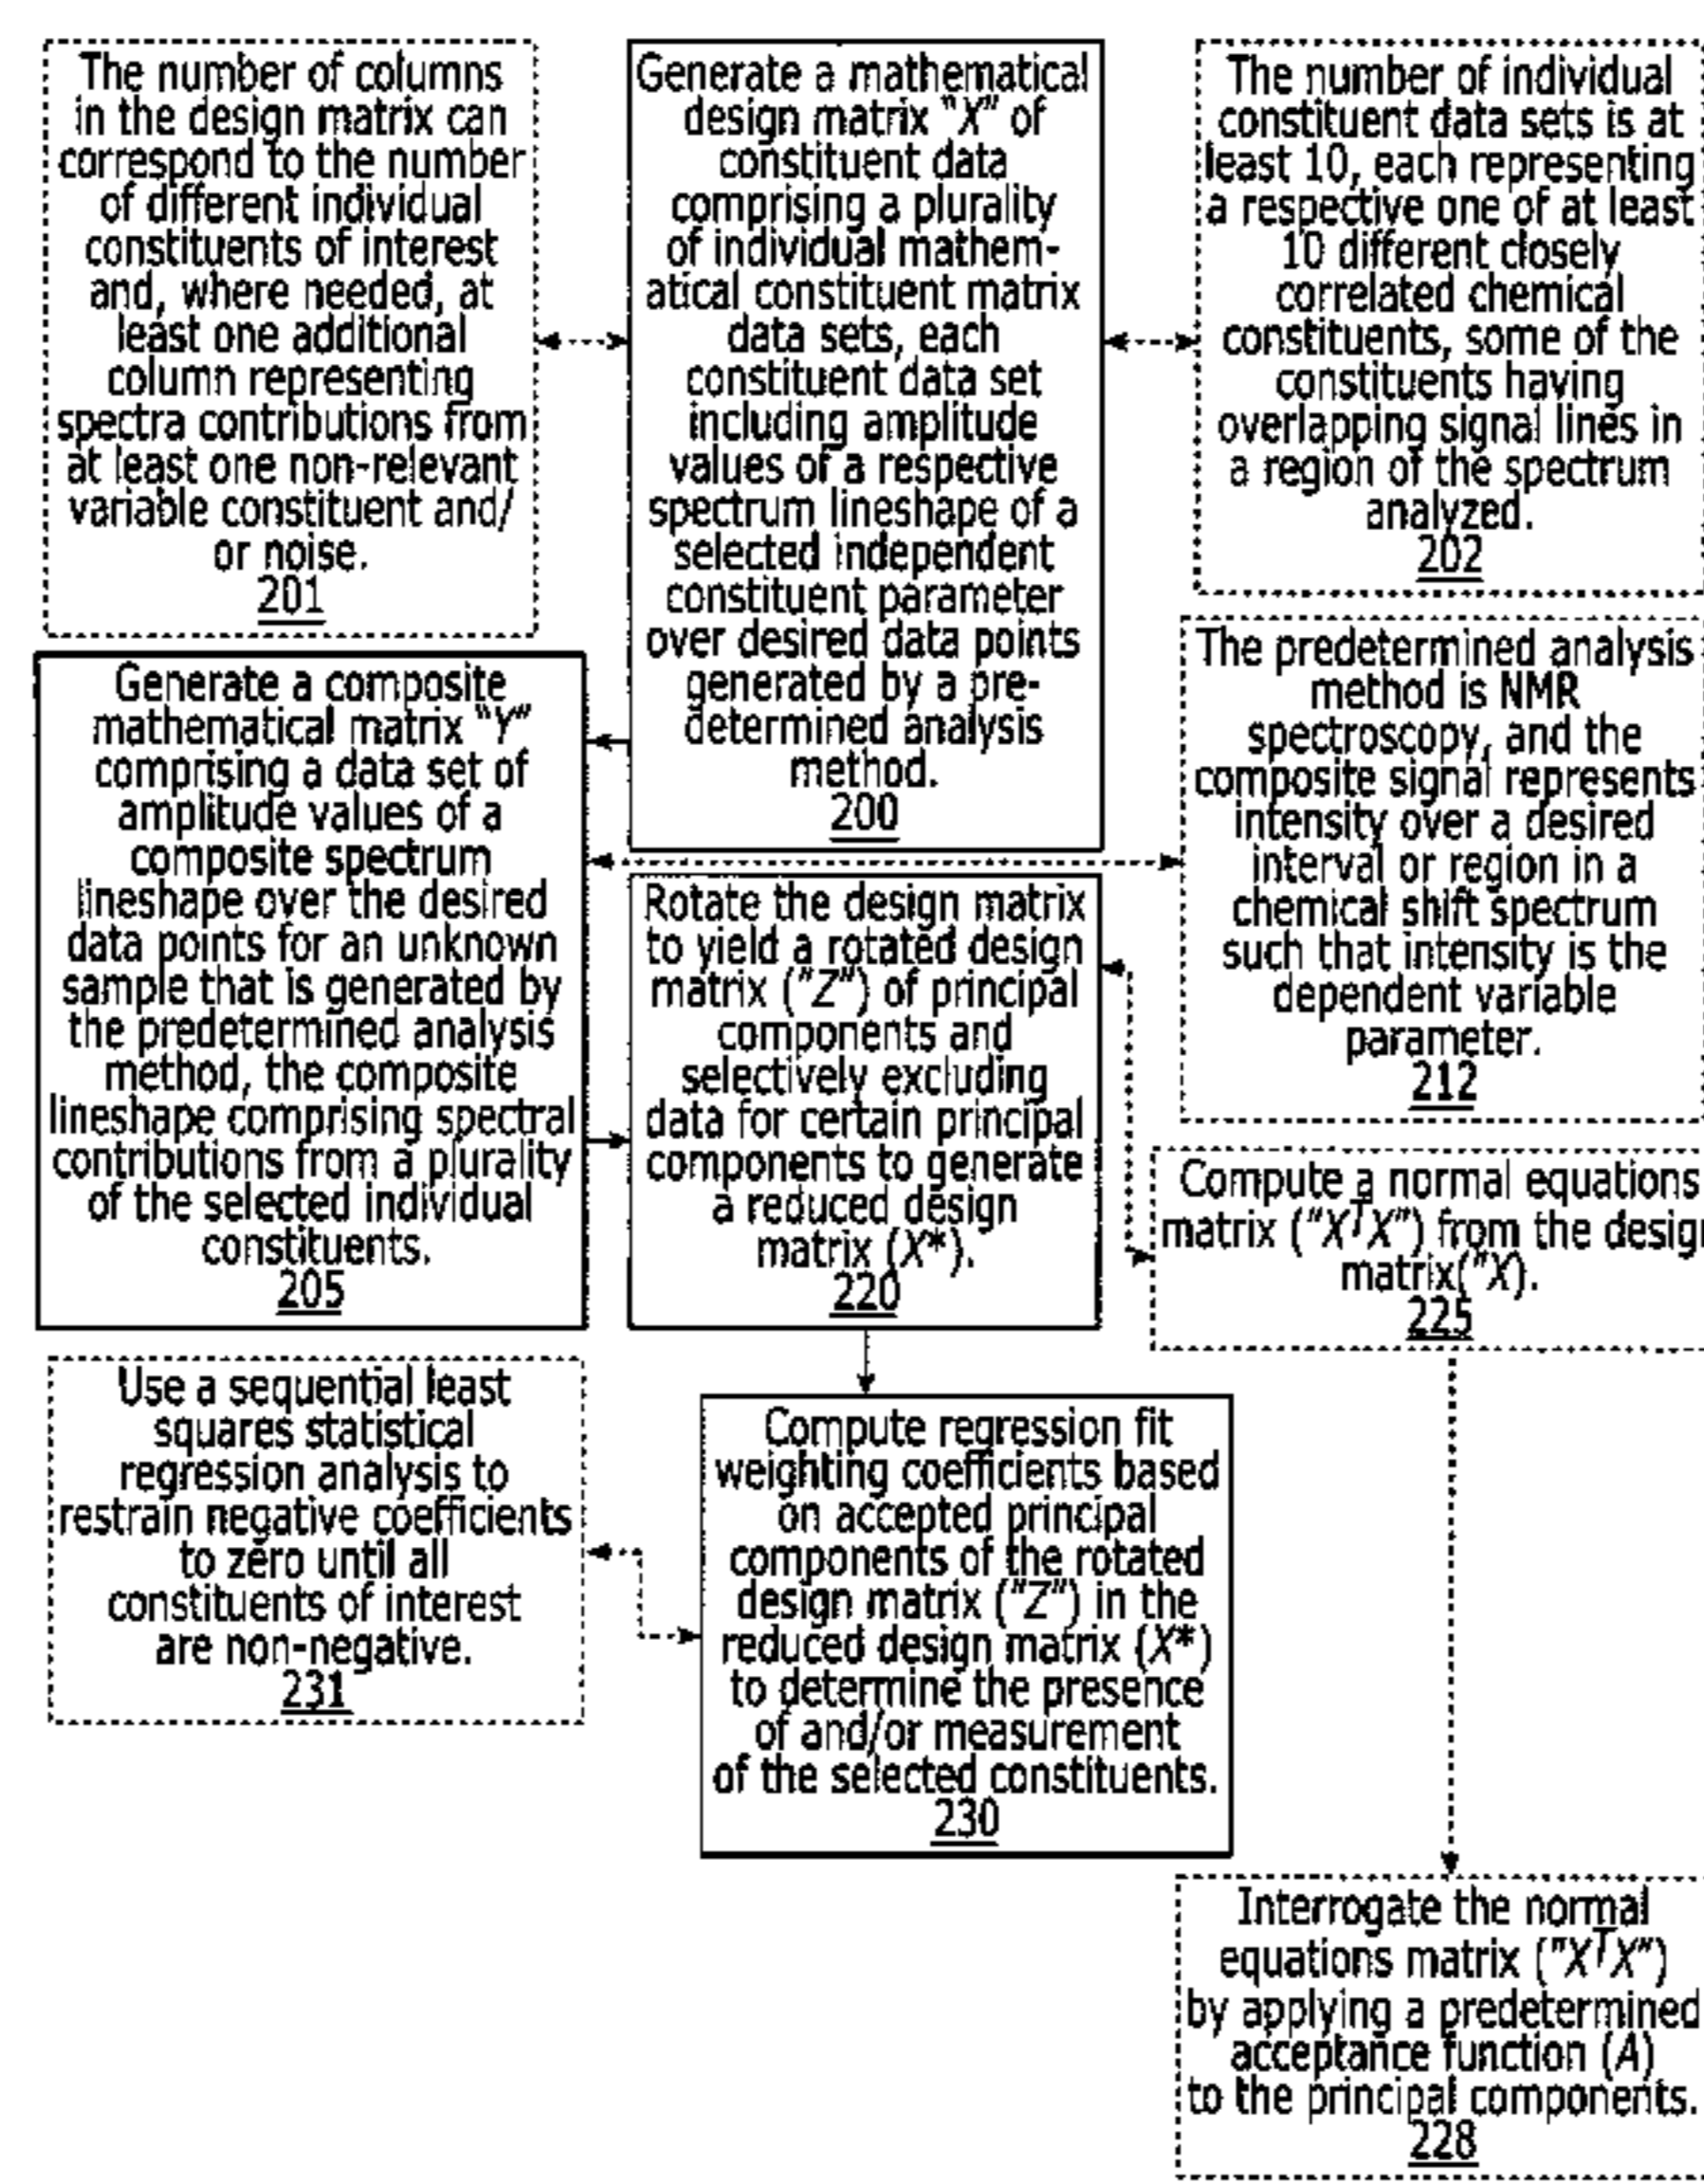 The number of columns
in the design matrix can
correspond to the number
of different individual
constituents of interest
and, where needed, at
least one additional
column representing
spectra contributions from
at least one non-relevant
variable constituent and/
or noise.
201
Generate a mathematical
design matrix "X" of
constituent data
comprising a plurality
of individual mathem-
atical constituent matrix
data sets, each
constituent data set
including amplitude
values of a respective
spectrum lineshape of a
selected independent
constituent parameter
over desired data points
generated by a pre-
determined analysis
method.
200
The number of individual
constituent data sets is at
least 10, each representing
a respective one of at least
10 different closely
correlated chemical
constituents, some of the
constituents having
overlapping signal lines in
a region of the spectrum
analyzed.
202
Generate a composite
mathematical matrix "Y"
comprising a data set of
amplitude values of a
composite spectrum
lineshape over the desired
data points for an unknown
sample that is generated by
the predetermined analysis
method, the composite
lineshape comprising spectral
contributions from a plurality
of the selected individual
constituents.
205
The predetermined analysis
method is NMR
spectroscopy, and the
composite signal represents
intensity over a desired
interval or region in a
chemical shift spectrum
such that intensity is the
dependent variable
parameter.
212
Rotate the design matrix
to yield a rotated design
matrix ("Z") of principal
components and
selectively excluding
data for certain principal
components to generate
a reduced design
matrix (X*).
220
Compute a normal equations
matrix ("XᵀX") from the design
matrix("X).
225
Use a sequential least
squares statistical
regression analysis to
restrain negative coefficients
to zero until all
constituents of interest
are non-negative.
231
Compute regression fit
weighting coefficients based
on accepted principal
components of the rotated
design matrix ("Z") in the
reduced design matrix (X*)
to determine the presence
of and/or measurement
of the selected constituents.
230
Interrogate the normal
equations matrix ("XᵀX")
by applying a predetermined
acceptance function (A)
to the principal components.
228